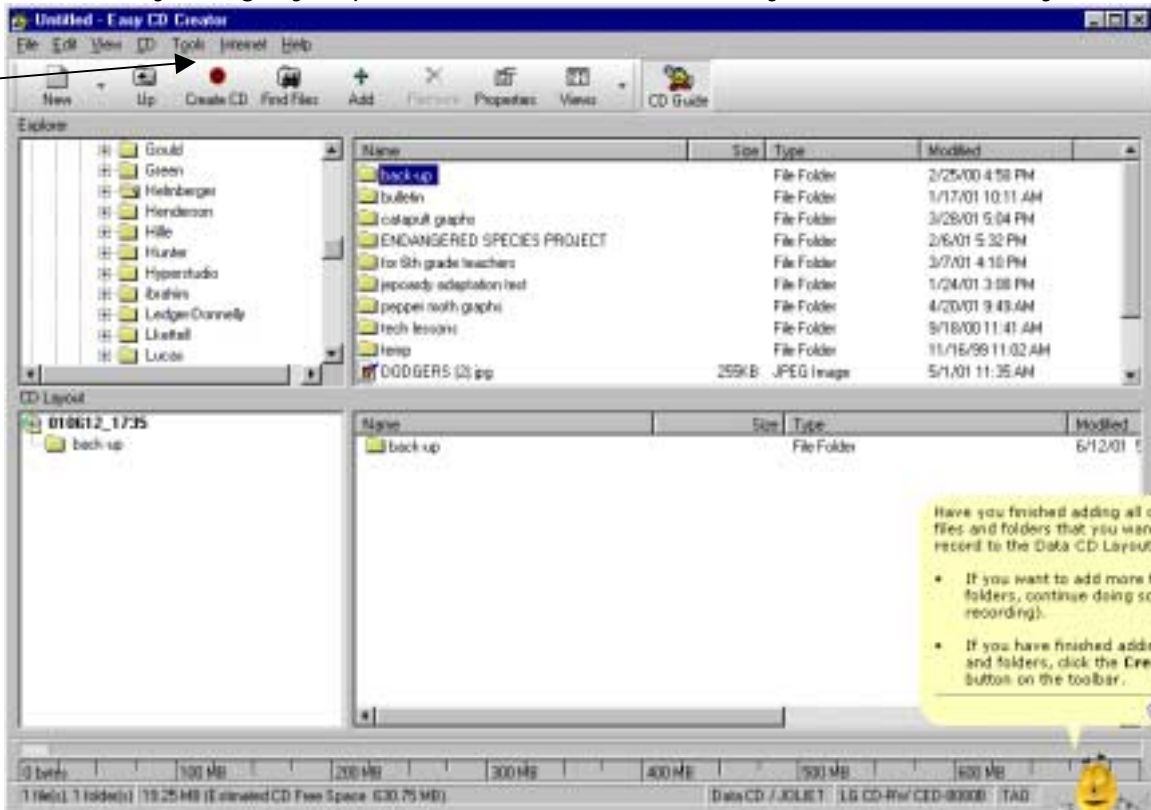 Untitled - Easy CD Creator
File Edit View CD Tools Internet Help
New Up Create CD Find Files Add Remove Properties Views CD Guide
Explorer
Gould
Green
Helmberger
Henderson
Hille
Hunter
Hyperstudio
ibrahim
Ledger-Donnelly
Lkettell
Lucas
Name Size Type Modified
back-up File Folder 2/25/00 4:58 PM
bulletin File Folder 1/17/01 10:11 AM
catapult graphs File Folder 3/28/01 5:04 PM
ENDANGERED SPECIES PROJECT File Folder 2/6/01 5:32 PM
for 6th grade teachers File Folder 3/7/01 4:10 PM
jepoardy adaptation test File Folder 1/24/01 3:08 PM
pepper moth graphs File Folder 4/20/01 9:49 AM
tech lessons File Folder 9/18/00 11:41 AM
temp File Folder 11/16/99 11:02 AM
DODGERS (2).jpg 255KB JPEG Image 5/1/01 11:35 AM
CD Layout
010612_1735
back-up
Name Size Type Modified
back-up File Folder 6/12/01
Have you finished adding all
files and folders that you
record to the Data CD Layout
• If you want to add more
folders, continue doing
recording).
• If you have finished
and folders, click the
button on the toolbar.
0 bytes 100 MB 200 MB 300 MB 400 MB 500 MB 600 MB
1 file(s), 1 folder(s) 19.25 MB (Estimated CD Free Space 630.75 MB) Data CD / JOLIET LG CD-RW CED-8080B TAO